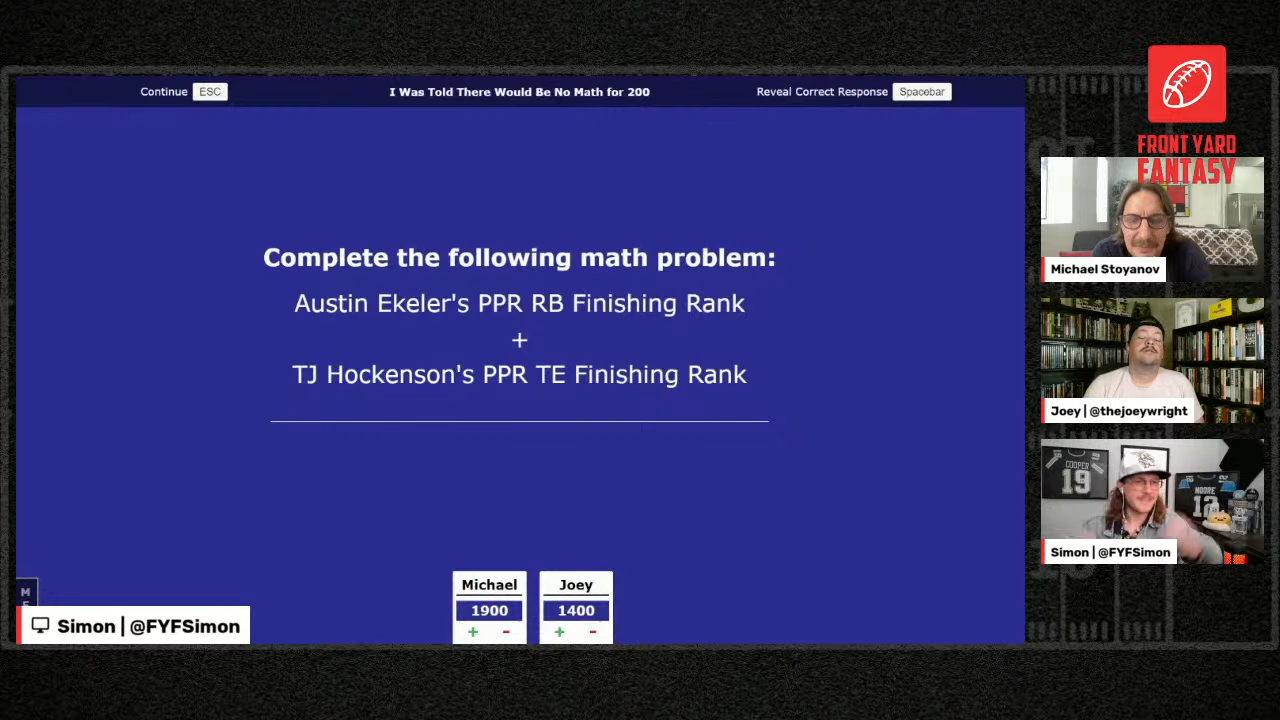 Continue ESC
I Was Told There Would Be No Math for 200
Reveal Correct Response Spacebar
Complete the following math problem:
Austin Ekeler's PPR RB Finishing Rank
+
TJ Hockenson's PPR TE Finishing Rank
Michael
1900
+ -
Joey
1400
+ -
M
Simon | @FYFSimon
FRONT YARD
FANTASY
Michael Stoyanov
Joey | @thejoeywright
COOPER
19
MOORE
12
Simon | @FYFSimon